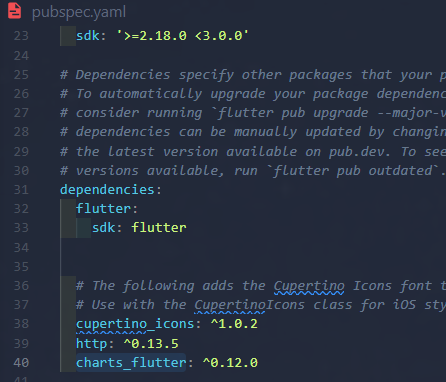 pubspec.yaml
23 sdk: '>=2.18.0 <3.0.0'
24
25 # Dependencies specify other packages that your p
26 # To automatically upgrade your package dependenc
27 # consider running `flutter pub upgrade --major-v
28 # dependencies can be manually updated by changin
29 # the latest version available on pub.dev. To see
30 # versions available, run `flutter pub outdated`.
31 dependencies:
32 flutter:
33 sdk: flutter
34
35
36 # The following adds the Cupertino Icons font t
37 # Use with the CupertinoIcons class for iOS sty
38 cupertino_icons: ^1.0.2
39 http: ^0.13.5
40 charts_flutter: ^0.12.0